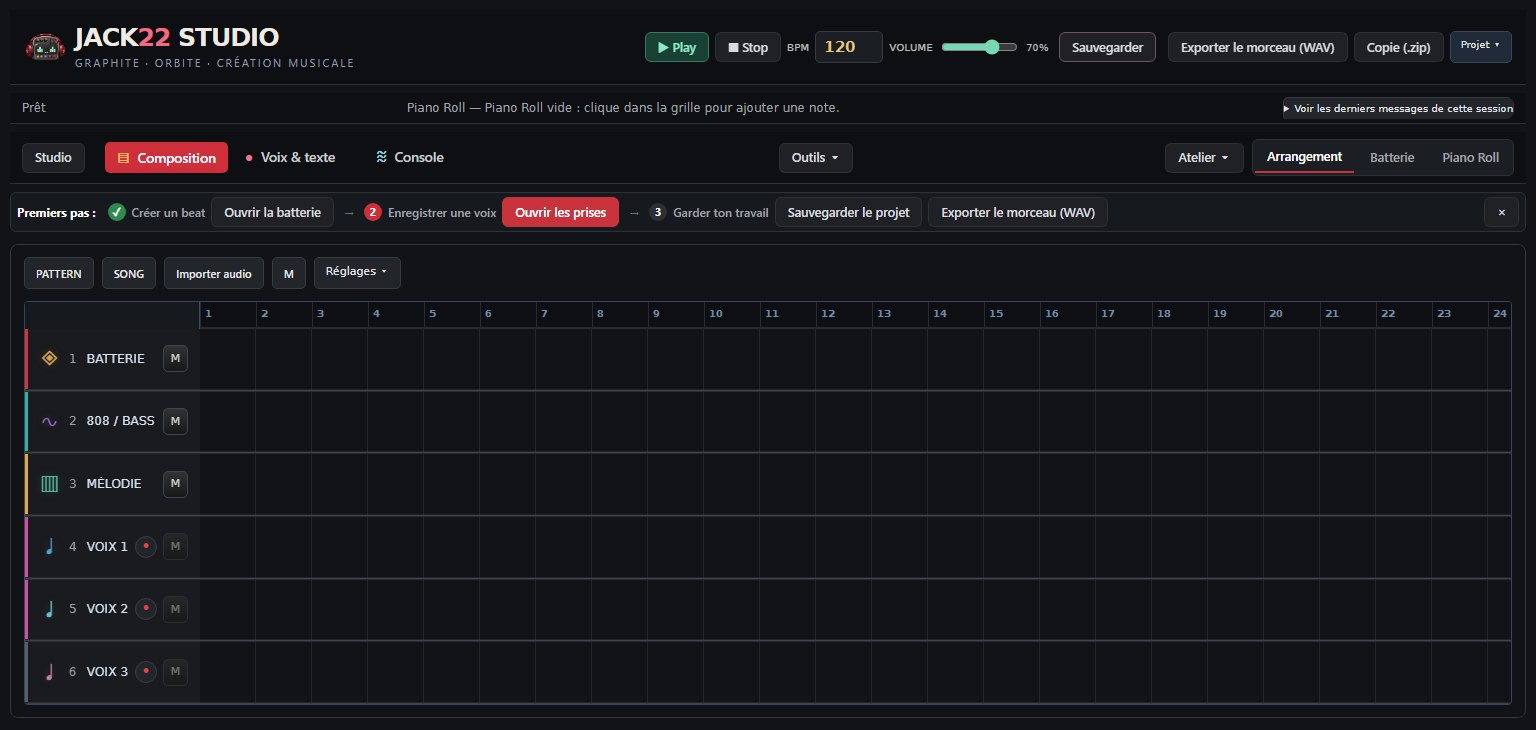 JACK22 STUDIO
GRAPHITE · ORBITE · CRÉATION MUSICALE
▶ Play ■ Stop BPM 120 VOLUME 70% Sauvegarder Exporter le morceau (WAV) Copie (.zip) Projet ▾
Prêt Piano Roll — Piano Roll vide : clique dans la grille pour ajouter une note. ▶ Voir les derniers messages de cette session
Studio Composition Voix & texte Console Outils ▾ Atelier ▾ Arrangement Batterie Piano Roll
Premiers pas : ✓ Créer un beat Ouvrir la batterie → 2 Enregistrer une voix Ouvrir les prises → 3 Garder ton travail Sauvegarder le projet Exporter le morceau (WAV) ×
PATTERN SONG Importer audio M Réglages ▾
1 2 3 4 5 6 7 8 9 10 11 12 13 14 15 16 17 18 19 20 21 22 23 24
1 BATTERIE M
2 808 / BASS M
3 MÉLODIE M
4 VOIX 1 M
5 VOIX 2 M
6 VOIX 3 M